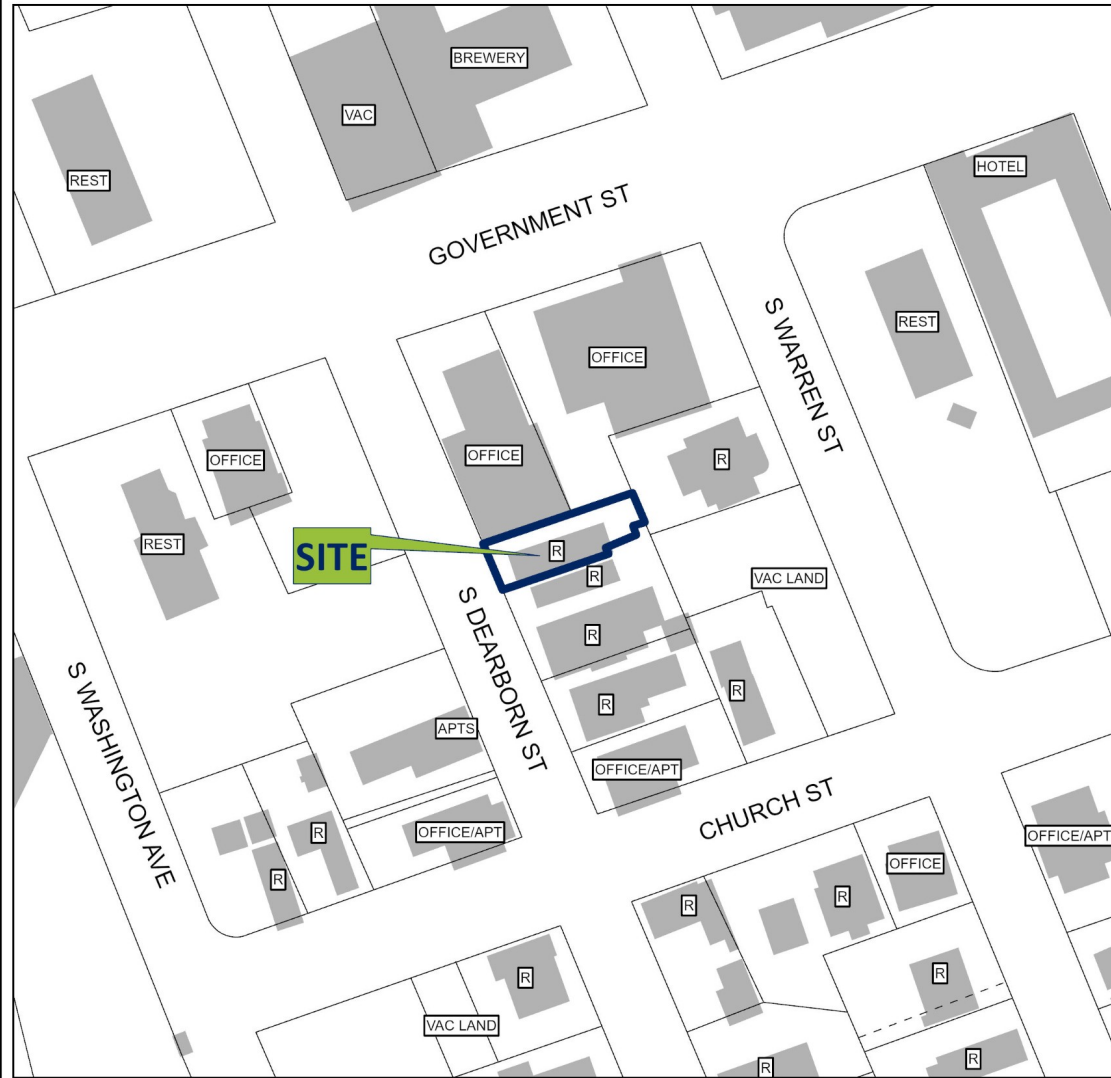 BREWERY
VAC
REST
HOTEL
GOVERNMENT ST
REST
OFFICE
S WARREN ST
OFFICE
OFFICE
R
REST
SITE
R
R
VAC LAND
S DEARBORN ST
R
R
R
S WASHINGTON AVE
APTS
OFFICE/APT
CHURCH ST
R
OFFICE/APT
OFFICE/APT
OFFICE
R
R
R
R
R
VAC LAND
R
R